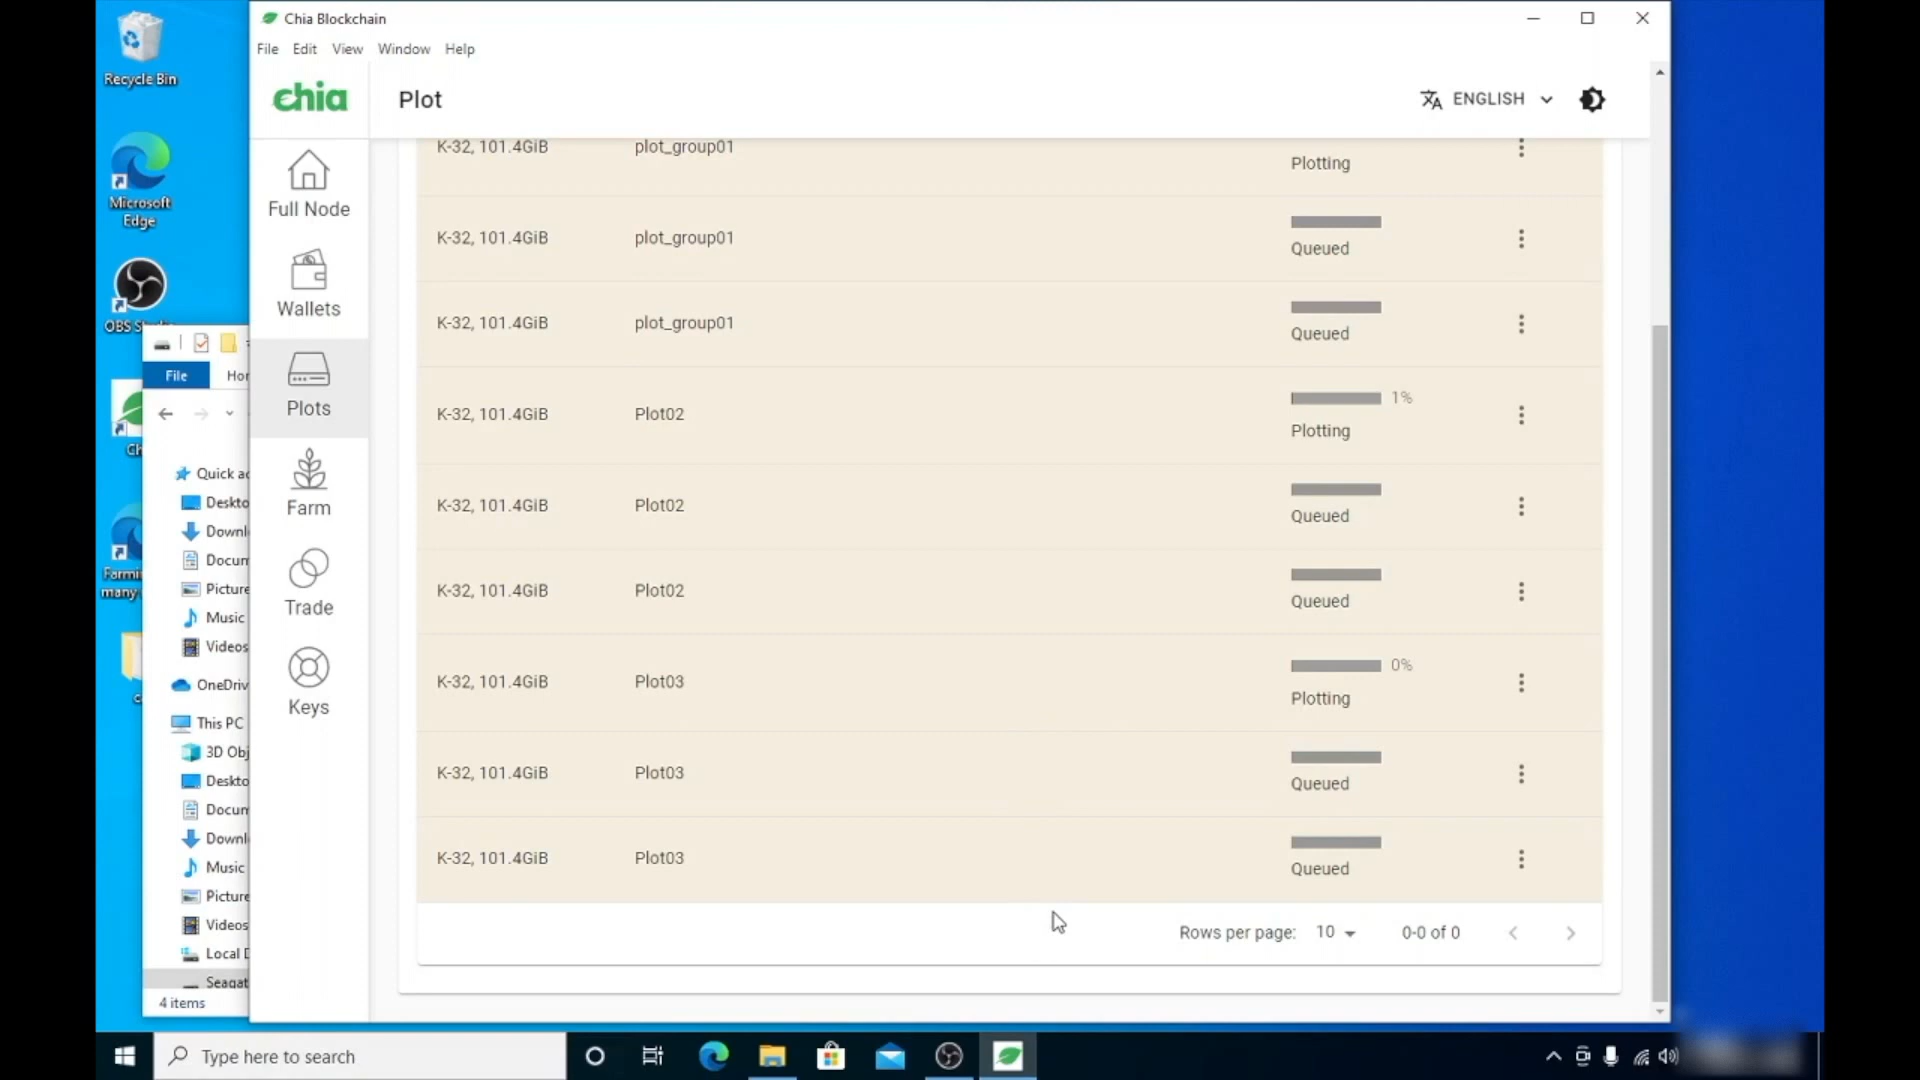 Recycle Bin
Microsoft
Edge
Chia Blockchain
File Edit View Window Help
chia
Plot
ENGLISH
Full Node
Wallets
Plots
Farm
Trade
Keys
File
Quick
Music
Videos
This PC
3D
Music
Videos
Local
4 items
K-32, 101.4GiB plot_group01 Plotting
K-32, 101.4GiB plot_group01 Queued
K-32, 101.4GiB plot_group01 Queued
K-32, 101.4GiB Plot02 1% Plotting
K-32, 101.4GiB Plot02 Queued
K-32, 101.4GiB Plot02 Queued
K-32, 101.4GiB Plot03 0% Plotting
K-32, 101.4GiB Plot03 Queued
K-32, 101.4GiB Plot03 Queued
Rows per page: 10 0-0 of 0
Type here to search